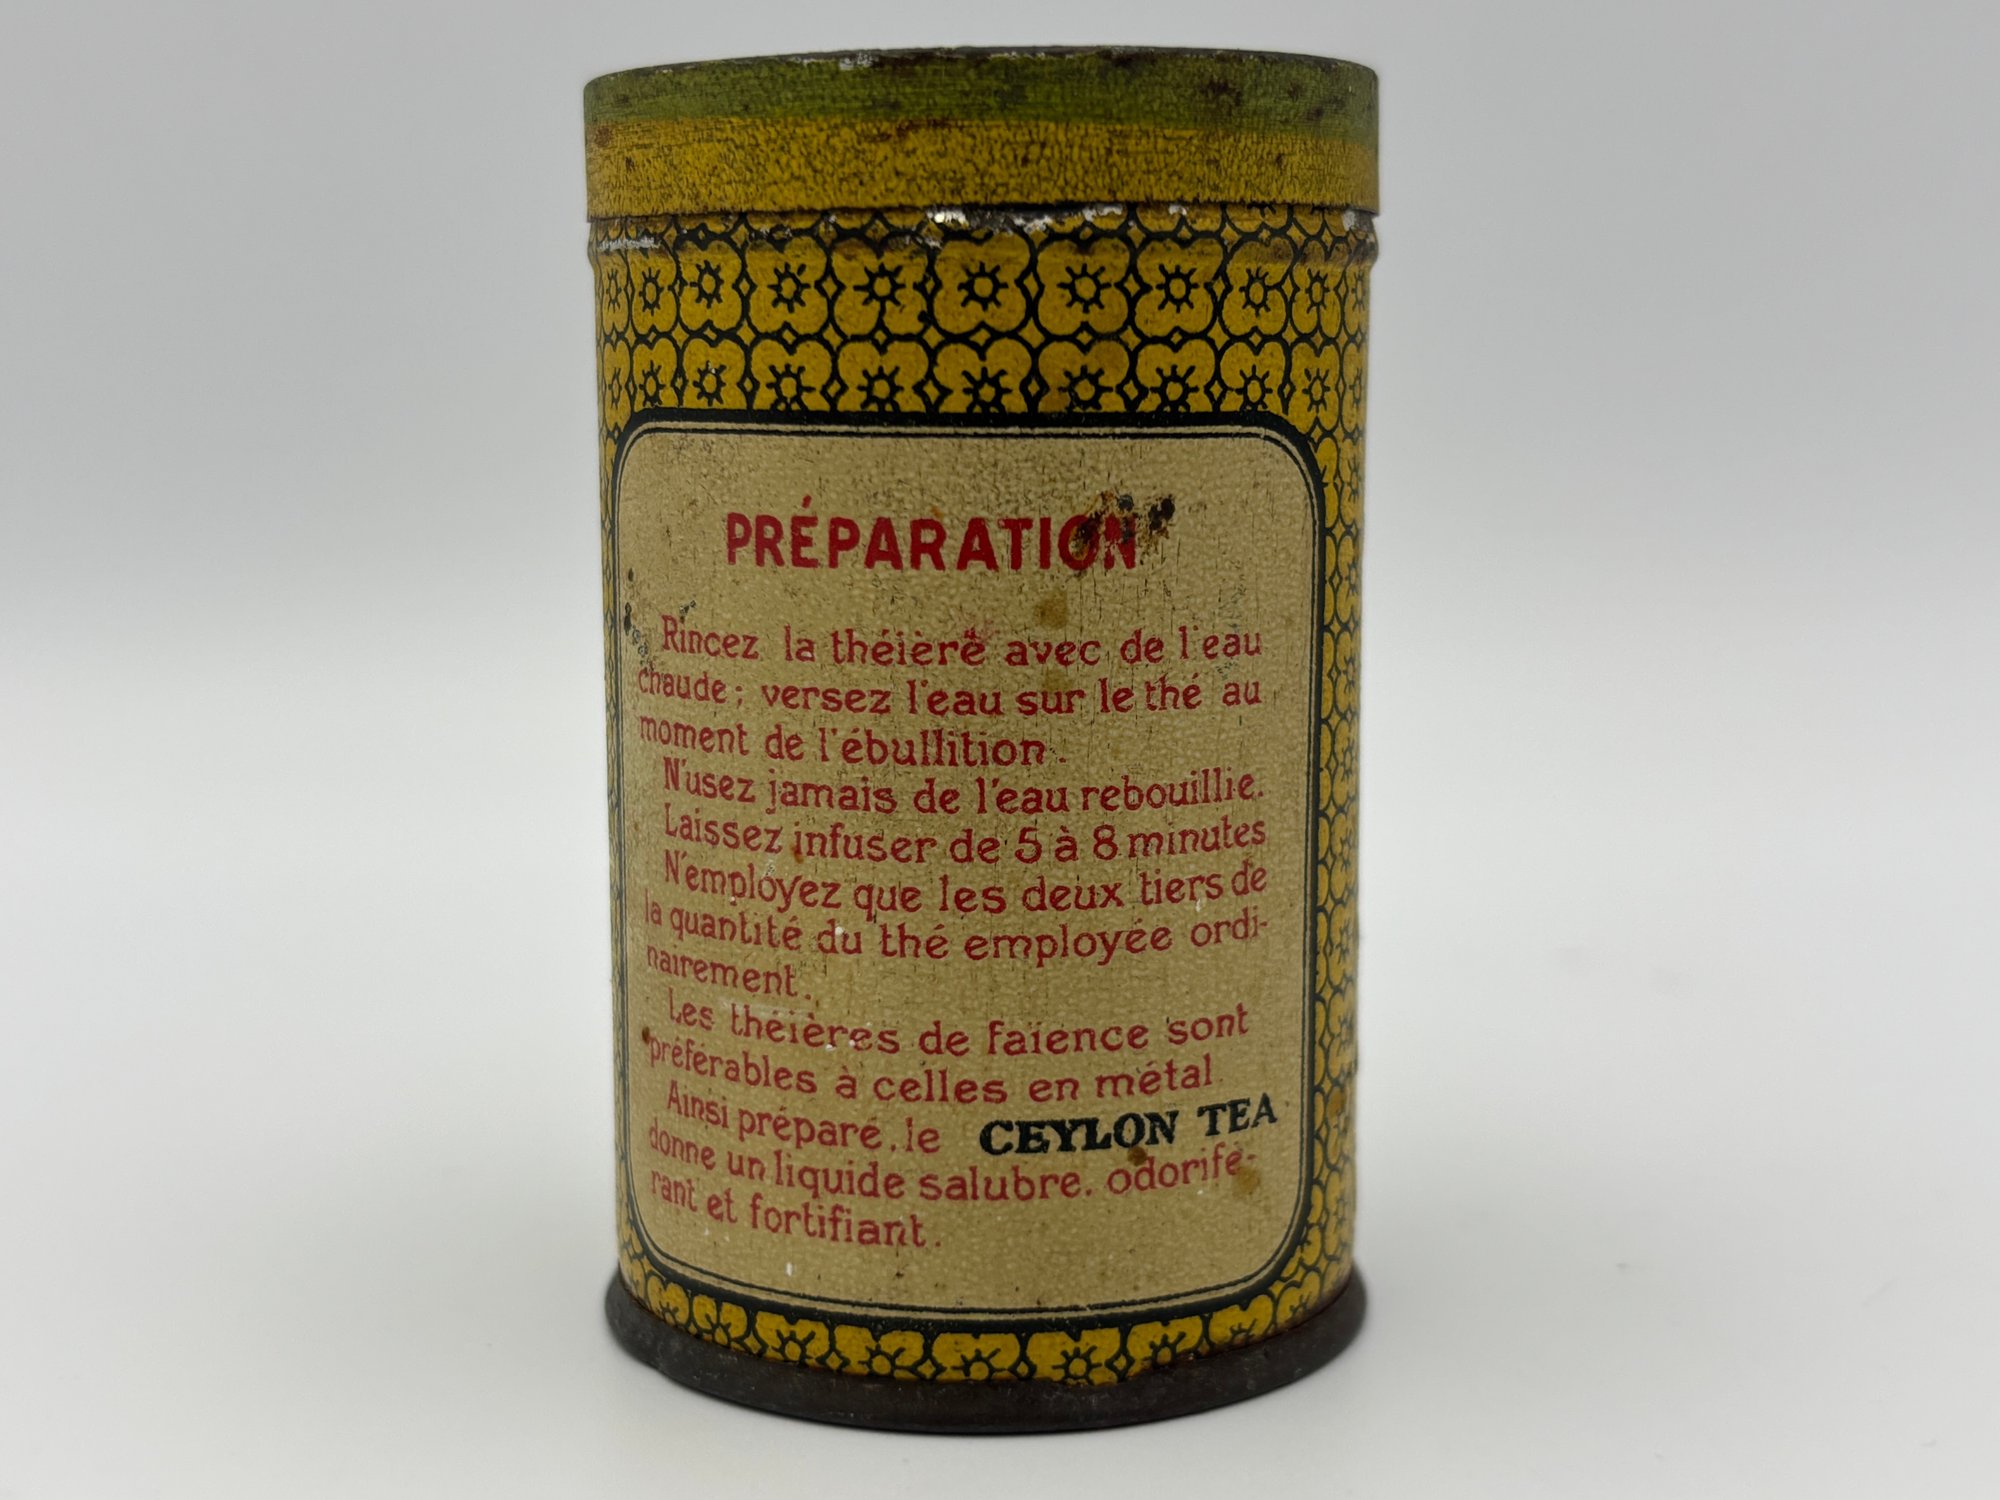 PRÉPARATION
Rincez la théière avec de l'eau
chaude ; versez l'eau sur le thé au
moment de l'ébullition.
N'usez jamais de l'eau rebouillie.
Laissez infuser de 5 à 8 minutes
N'employez que les deux tiers de
la quantité du thé employée ordi-
nairement.
Les théières de faïence sont
préférables à celles en métal.
Ainsi préparé, le CEYLON TEA
donne un liquide salubre, odorifé-
rant et fortifiant.